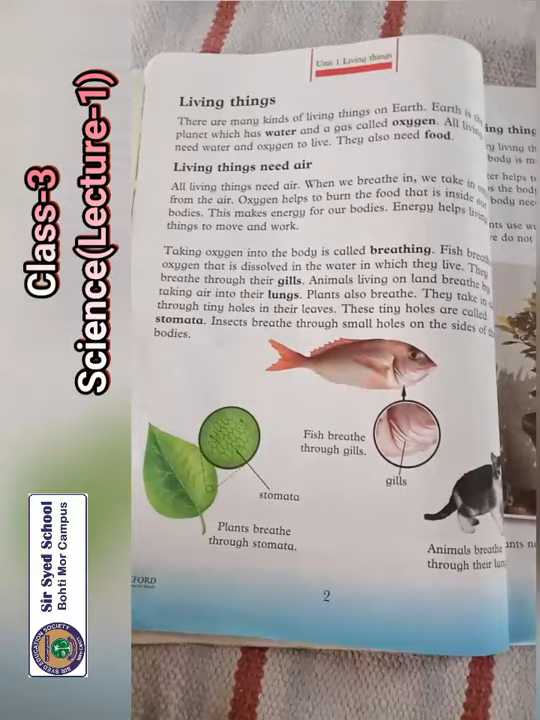 Class-3
Science(Lecture-1)
Sir Syed School
Bohti Mor Campus
SIR SYED EDUCATION SOCIETY
Unit 1 Living things
Living things
There are many kinds of living things on Earth. Earth is
planet which has water and a gas called oxygen. All living
need water and oxygen to live. They also need food.
Living things need air
All living things need air. When we breathe in, we take in
from the air. Oxygen helps to burn the food that is inside our
bodies. This makes energy for our bodies. Energy helps living
things to move and work.
Taking oxygen into the body is called breathing. Fish breathe
oxygen that is dissolved in the water in which they live. They
breathe through their gills. Animals living on land breathe by
taking air into their lungs. Plants also breathe. They take in
through tiny holes in their leaves. These tiny holes are called
stomata. Insects breathe through small holes on the sides of
bodies.
Fish breathe
through gills.
gills
stomata
Plants breathe
through stomata.
Animals breathe
through their
2